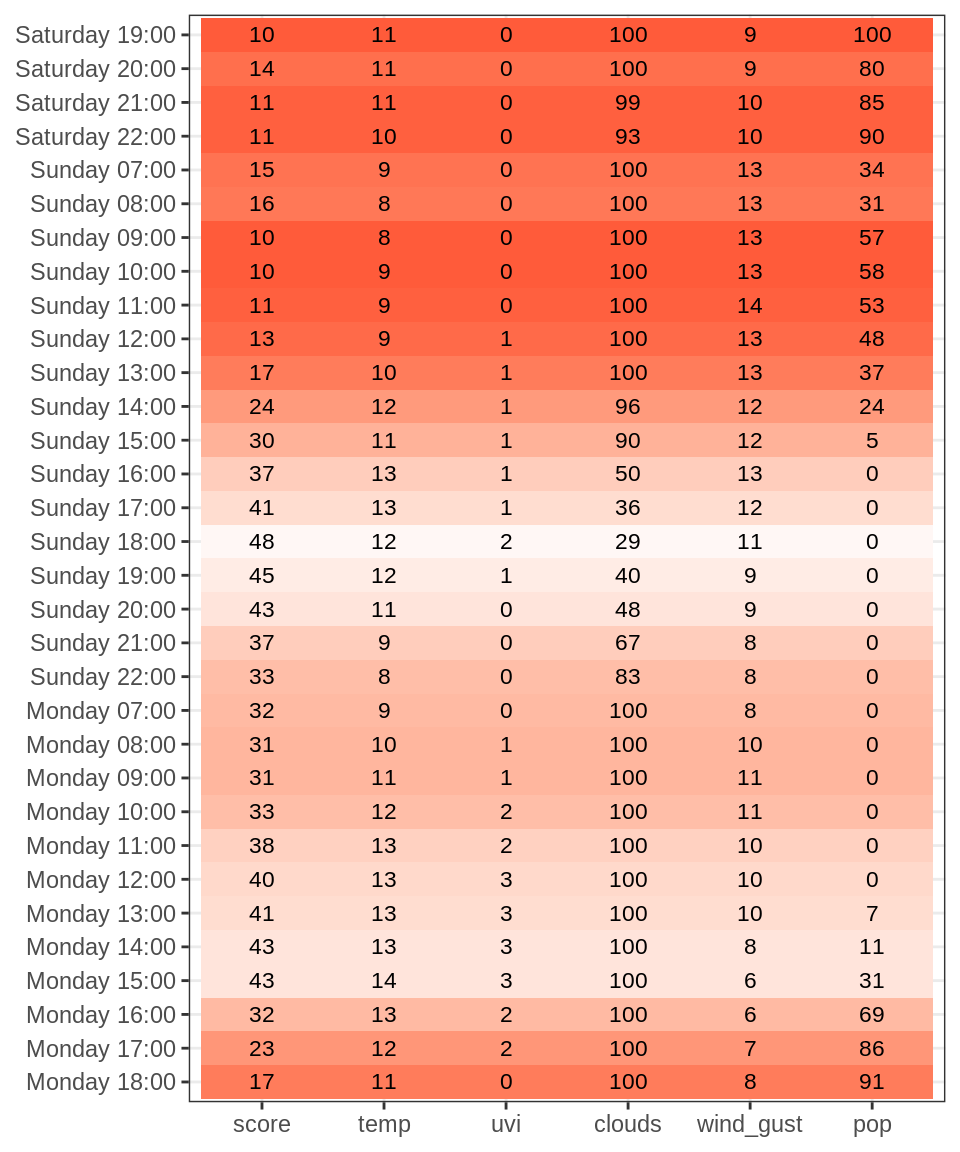 Saturday 19:00 10 11 0 100 9 100
Saturday 20:00 14 11 0 100 9 80
Saturday 21:00 11 11 0 99 10 85
Saturday 22:00 11 10 0 93 10 90
Sunday 07:00 15 9 0 100 13 34
Sunday 08:00 16 8 0 100 13 31
Sunday 09:00 10 8 0 100 13 57
Sunday 10:00 10 9 0 100 13 58
Sunday 11:00 11 9 0 100 14 53
Sunday 12:00 13 9 1 100 13 48
Sunday 13:00 17 10 1 100 13 37
Sunday 14:00 24 12 1 96 12 24
Sunday 15:00 30 11 1 90 12 5
Sunday 16:00 37 13 1 50 13 0
Sunday 17:00 41 13 1 36 12 0
Sunday 18:00 48 12 2 29 11 0
Sunday 19:00 45 12 1 40 9 0
Sunday 20:00 43 11 0 48 9 0
Sunday 21:00 37 9 0 67 8 0
Sunday 22:00 33 8 0 83 8 0
Monday 07:00 32 9 0 100 8 0
Monday 08:00 31 10 1 100 10 0
Monday 09:00 31 11 1 100 11 0
Monday 10:00 33 12 2 100 11 0
Monday 11:00 38 13 2 100 10 0
Monday 12:00 40 13 3 100 10 0
Monday 13:00 41 13 3 100 10 7
Monday 14:00 43 13 3 100 8 11
Monday 15:00 43 14 3 100 6 31
Monday 16:00 32 13 2 100 6 69
Monday 17:00 23 12 2 100 7 86
Monday 18:00 17 11 0 100 8 91
score temp uvi clouds wind_gust pop